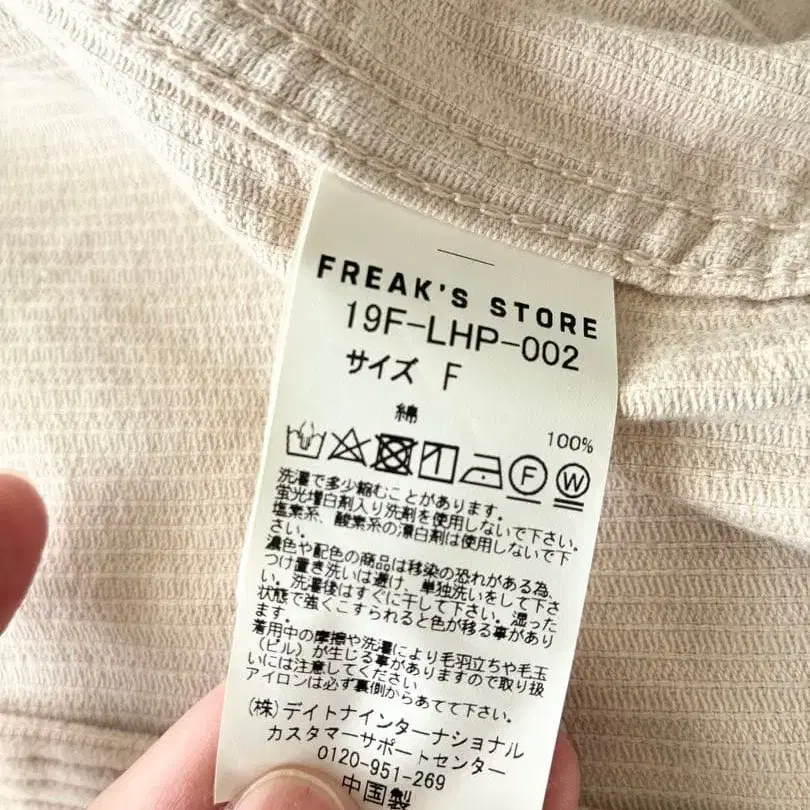 FREAK'S STORE
19F-LHP-002
サイズ F
綿 100%
F W
洗濯で多少縮むことがあります。
蛍光増白剤入り洗剤を使用しないで下さい。
塩素系、酸素系の漂白剤は使用しないで下
さい。
濃色や配色の商品は移染の恐れがある為、
つけ置き洗いは避け、単独洗いをして下さ
い。洗濯後はすぐに干して下さい。湿った
状態で強くこすられると色が移る事があり
ます。
着用中の摩擦や洗濯により毛羽立ちや毛玉
（ピル）が生じる事がありますので取り扱
いには注意してください
アイロンは必ず裏側からあてて下さい。
(株)デイトナインターナショナル
カスタマーサポートセンター
0120-951-269
中国製